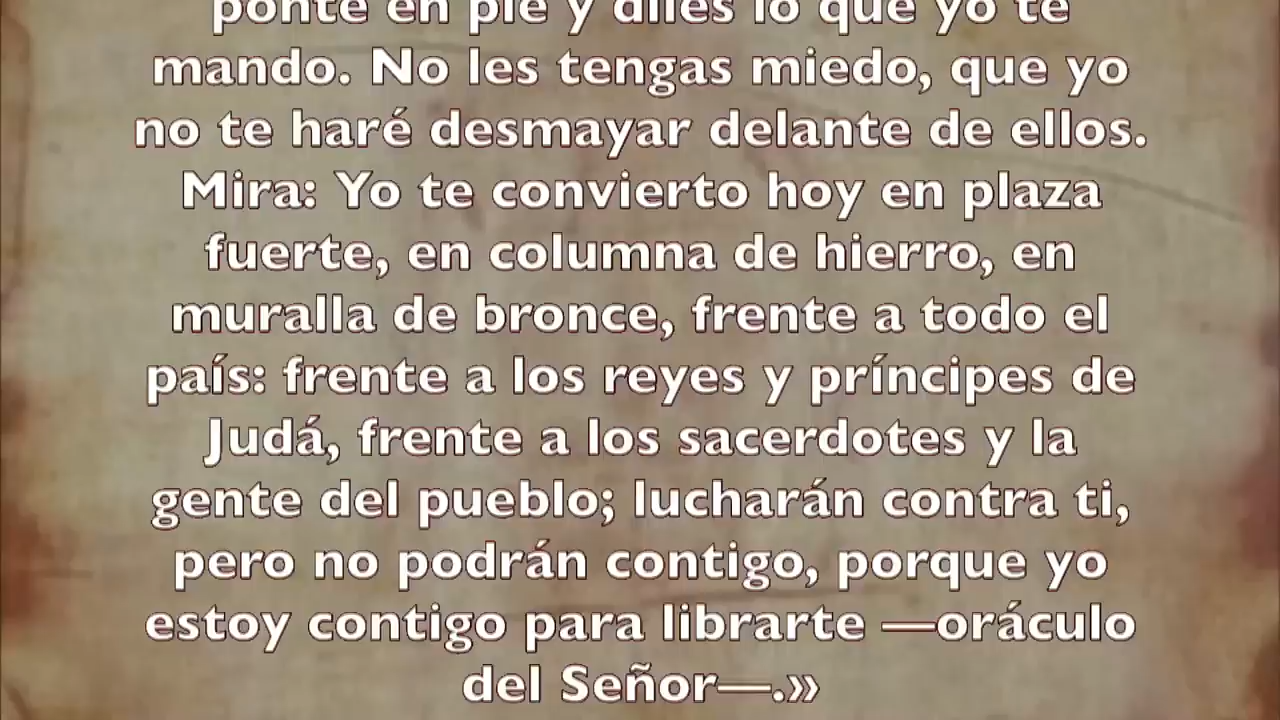 ponte en pie y diles lo que yo te
mando. No les tengas miedo, que yo
no te haré desmayar delante de ellos.
Mira: Yo te convierto hoy en plaza
fuerte, en columna de hierro, en
muralla de bronce, frente a todo el
país: frente a los reyes y príncipes de
Judá, frente a los sacerdotes y la
gente del pueblo; lucharán contra ti,
pero no podrán contigo, porque yo
estoy contigo para librarte —oráculo
del Señor—.»